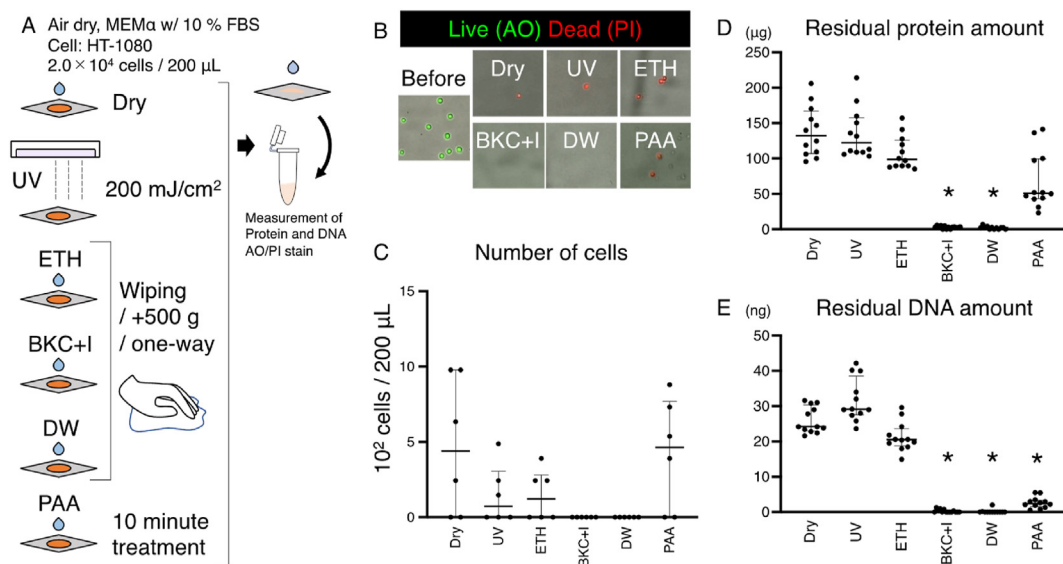 A
Air dry, MEMα w/ 10 % FBS
Cell: HT-1080
2.0 × 10⁴ cells / 200 μL
Dry
UV
200 mJ/cm²
ETH
BKC+I
DW
Wiping
/ +500 g
/ one-way
PAA
10 minute
treatment
Measurement of
Protein and DNA
AO/PI stain
B
Live (AO) Dead (PI)
Before
Dry
UV
ETH
BKC+I
DW
PAA
C
Number of cells
10² cells / 200 μL
15
10
5
0
Dry
UV
ETH
BKC+I
DW
PAA
D
(μg)
Residual protein amount
250
200
150
100
50
0
*
*
Dry
UV
ETH
BKC+I
DW
PAA
E
(ng)
Residual DNA amount
50
40
30
20
10
0
*
*
*
Dry
UV
ETH
BKC+I
DW
PAA